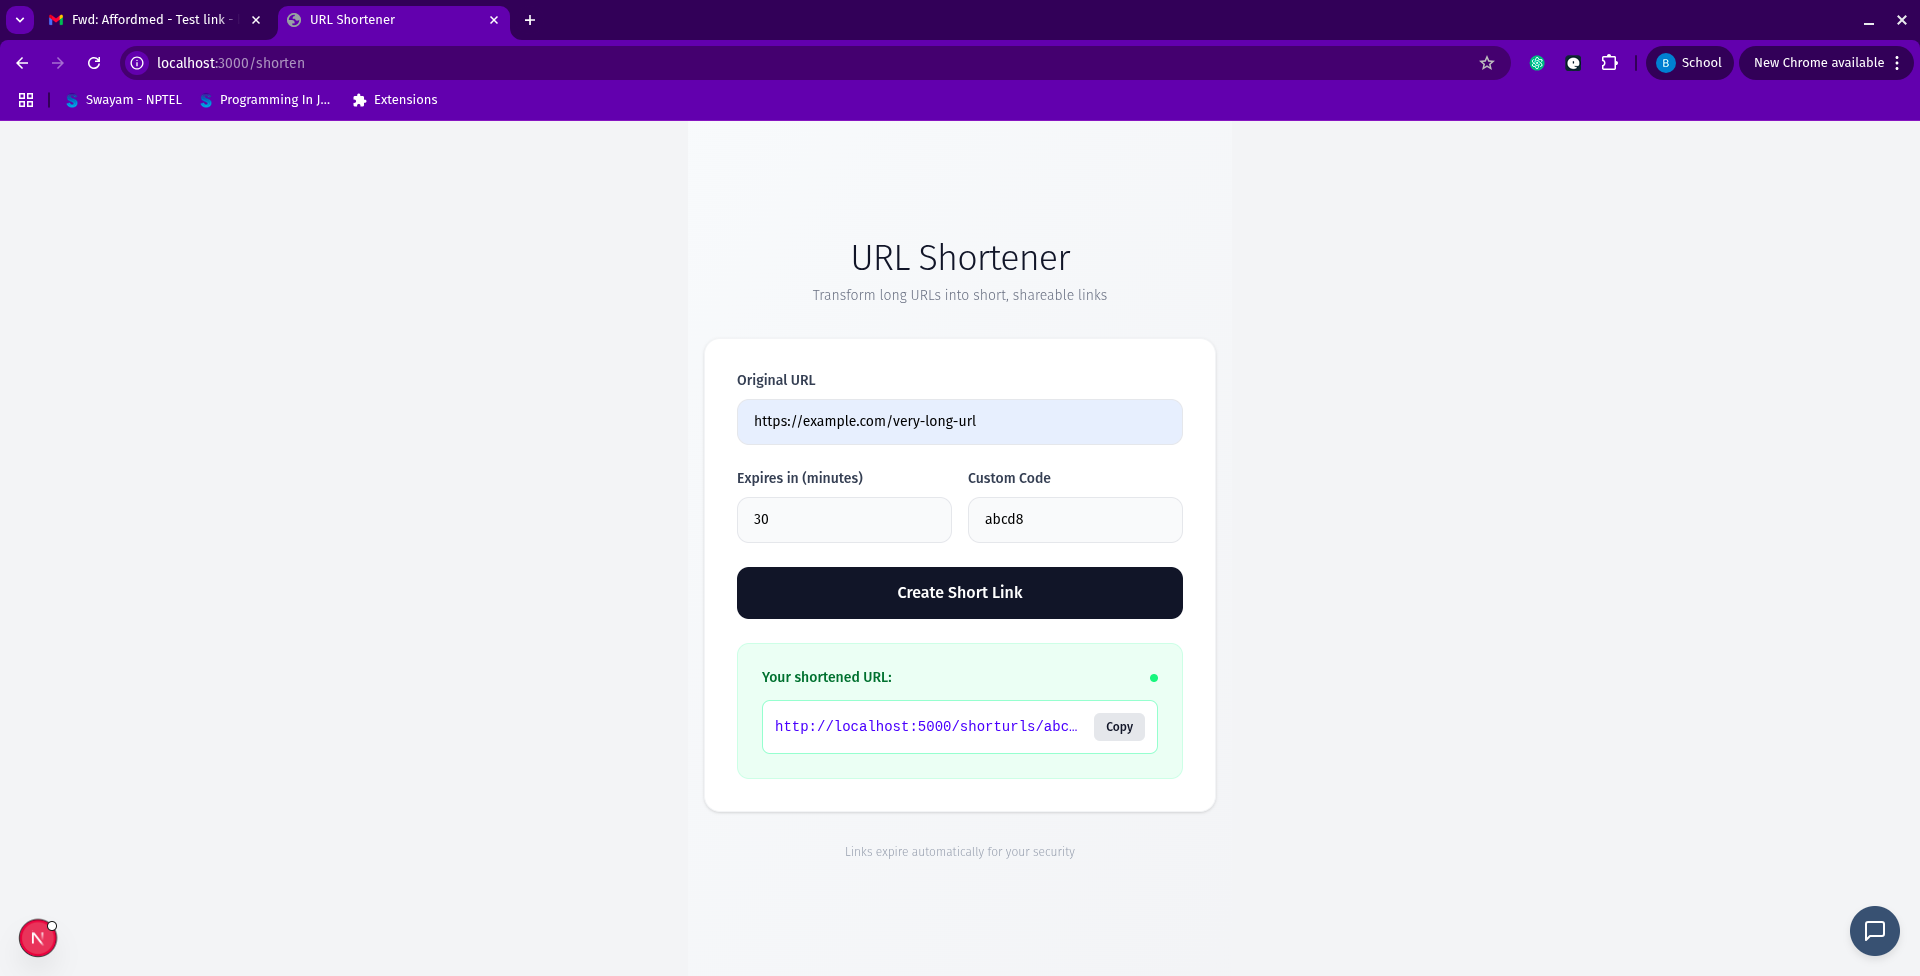 Fwd: Affordmed - Test link -
URL Shortener
localhost:3000/shorten
B
School
New Chrome available
Swayam - NPTEL
Programming In J...
Extensions
URL Shortener
Transform long URLs into short, shareable links
Original URL
https://example.com/very-long-url
Expires in (minutes)
Custom Code
30
abcd8
Create Short Link
Your shortened URL:
http://localhost:5000/shorturls/abc…
Copy
Links expire automatically for your security
N